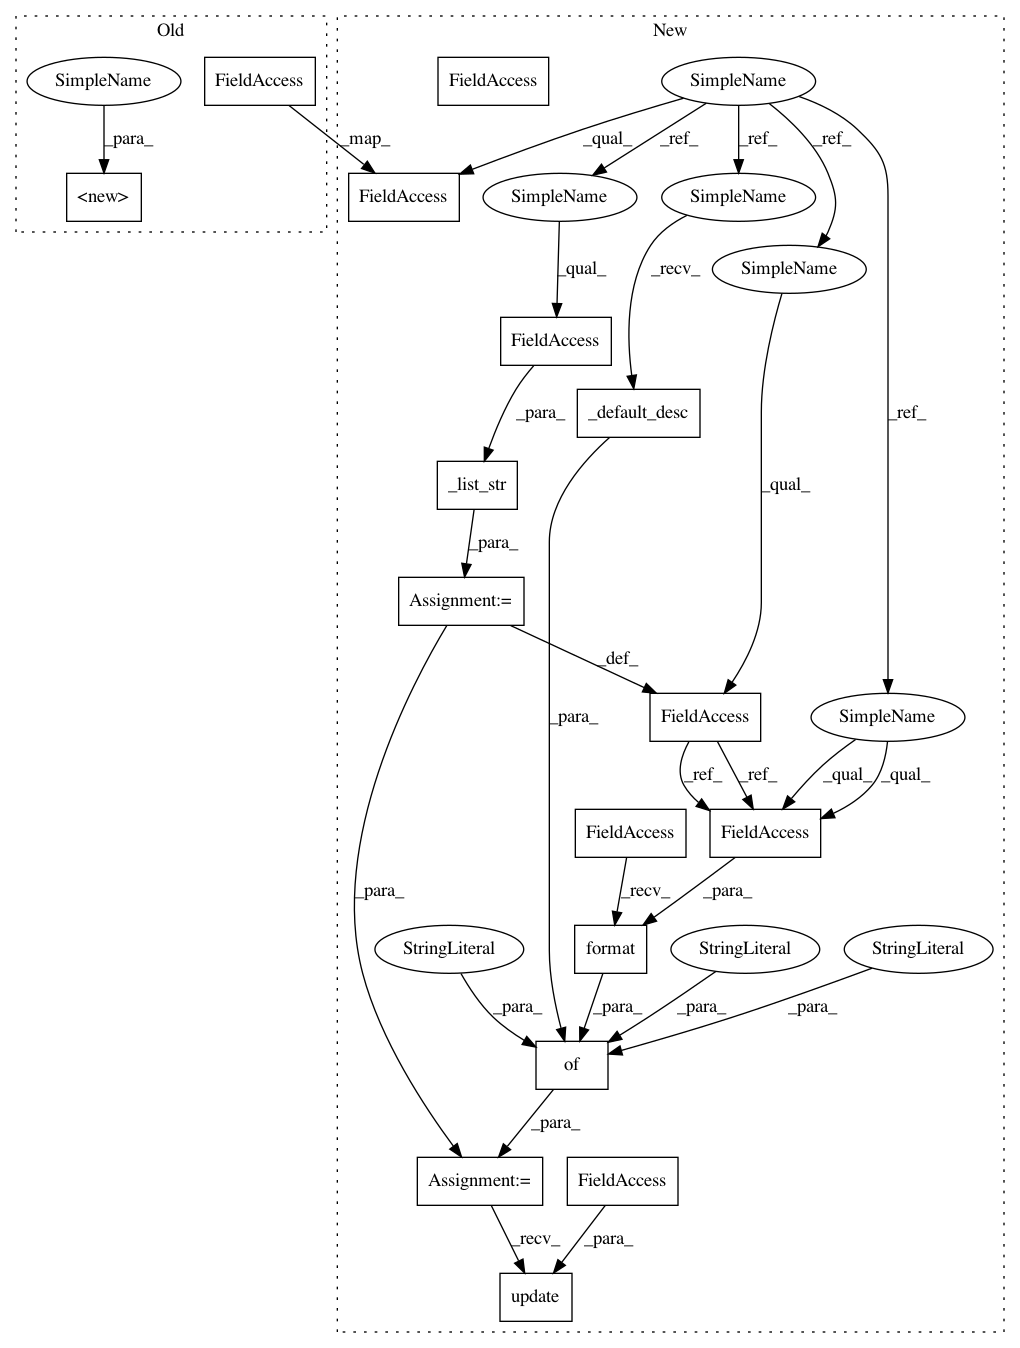 Old
New
SimpleName
FieldAccess
FieldAccess
SimpleName
_para_
_map_
_qual_
_ref_
_ref_
_ref_
<new>
FieldAccess
SimpleName
SimpleName
SimpleName
_qual_
_recv_
FieldAccess
_para_
_default_desc
_ref_
_list_str
_qual_
_para_
Assignment:=
_def_
_para_
FieldAccess
SimpleName
_ref_
_ref_
_qual_
_qual_
FieldAccess
FieldAccess
_para_
_recv_
_para_
StringLiteral
format
StringLiteral
StringLiteral
_para_
_para_
_para_
_para_
of
_para_
Assignment:=
FieldAccess
_recv_
_para_
update